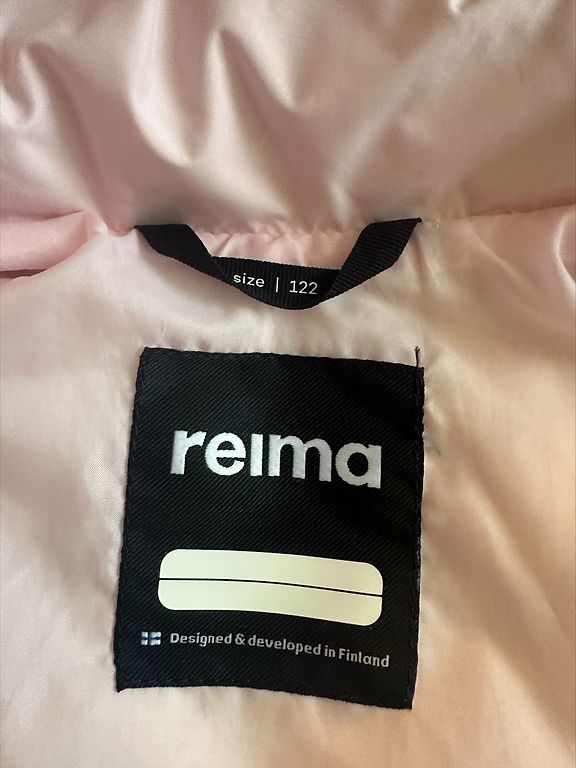 size | 122
reima
Designed & developed in Finland